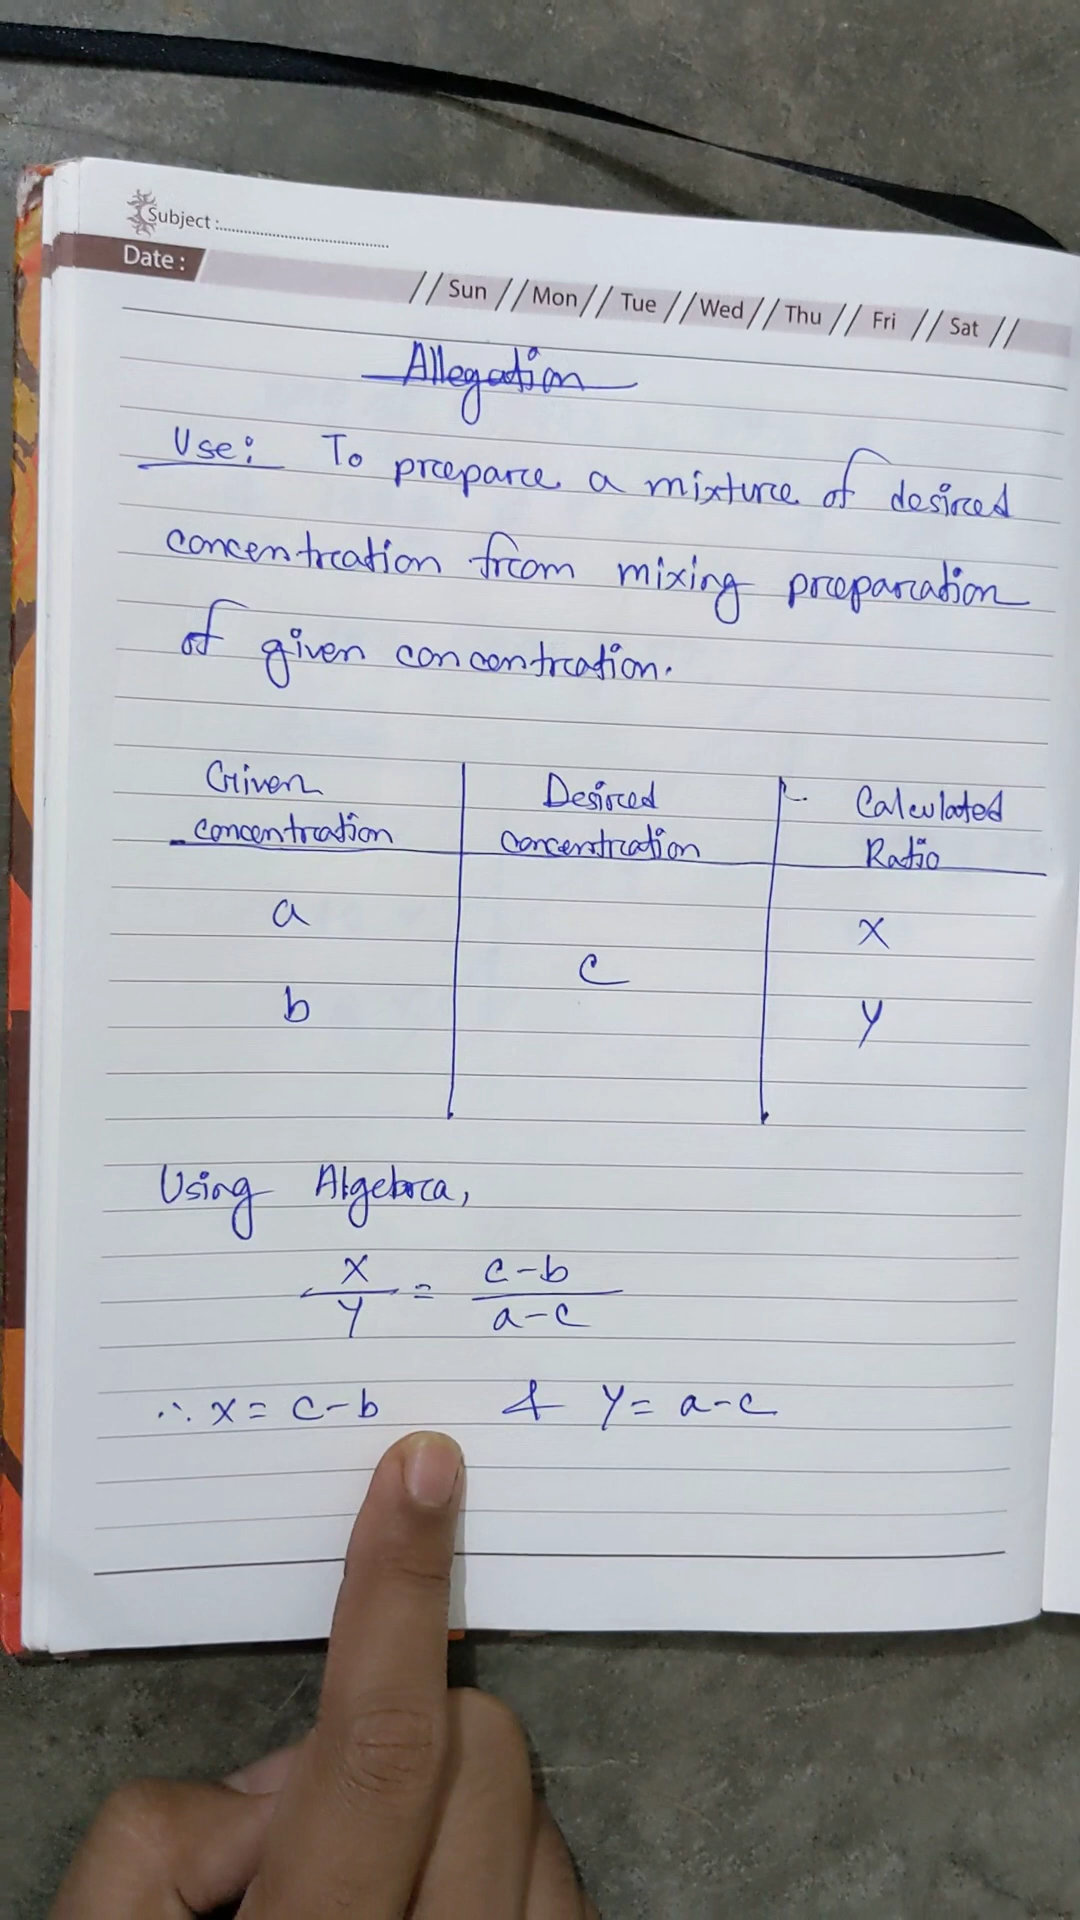 Subject :
Date :
// Sun // Mon // Tue // Wed // Thu // Fri // Sat //
Allegation
Use: To prepare a mixture of desired
concentration from mixing preparation
of given concentration.
Given Desired Calculated
concentration concentration Ratio
a x
c
b y
Using Algebra,
x/y = c-b/a-c
∴ x = c-b & y = a-c